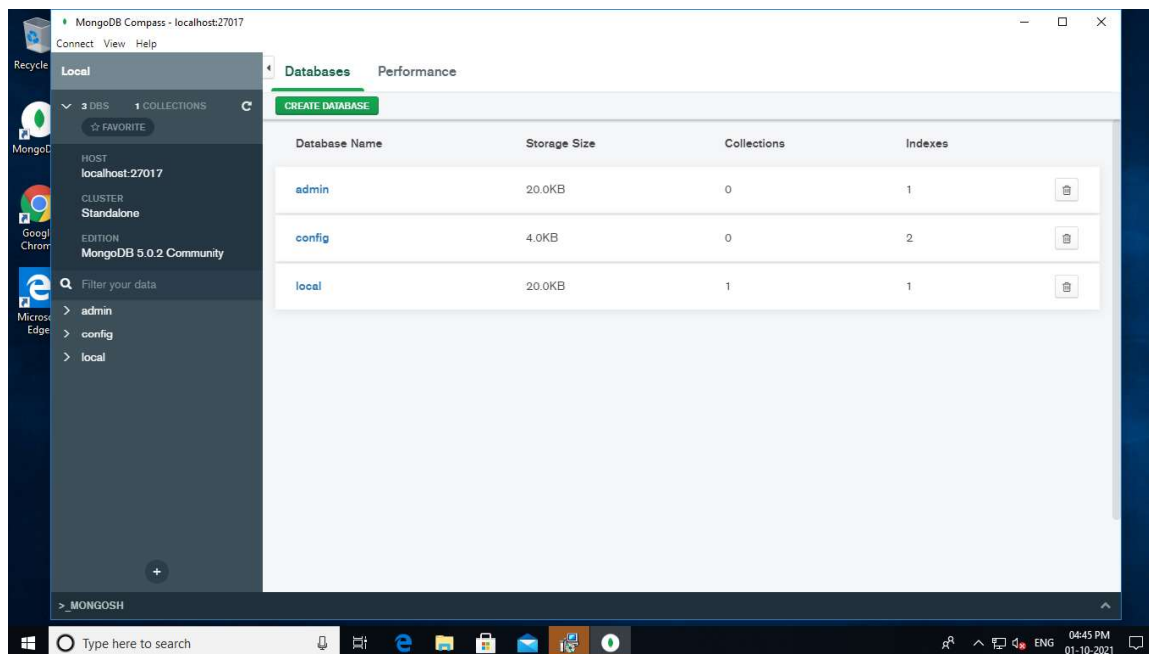 MongoDB Compass - localhost:27017
Connect View Help
Recycle
Local
Databases Performance
3 DBS 1 COLLECTIONS
CREATE DATABASE
FAVORITE
Database Name Storage Size Collections Indexes
HOST
localhost:27017
admin 20.0KB 0 1
CLUSTER
Standalone
Googl
Chrom
EDITION
MongoDB 5.0.2 Community
config 4.0KB 0 2
Filter your data
local 20.0KB 1 1
admin
Edge
config
local
>_MONGOSH
Type here to search
ENG
04:45 PM
01-10-2021